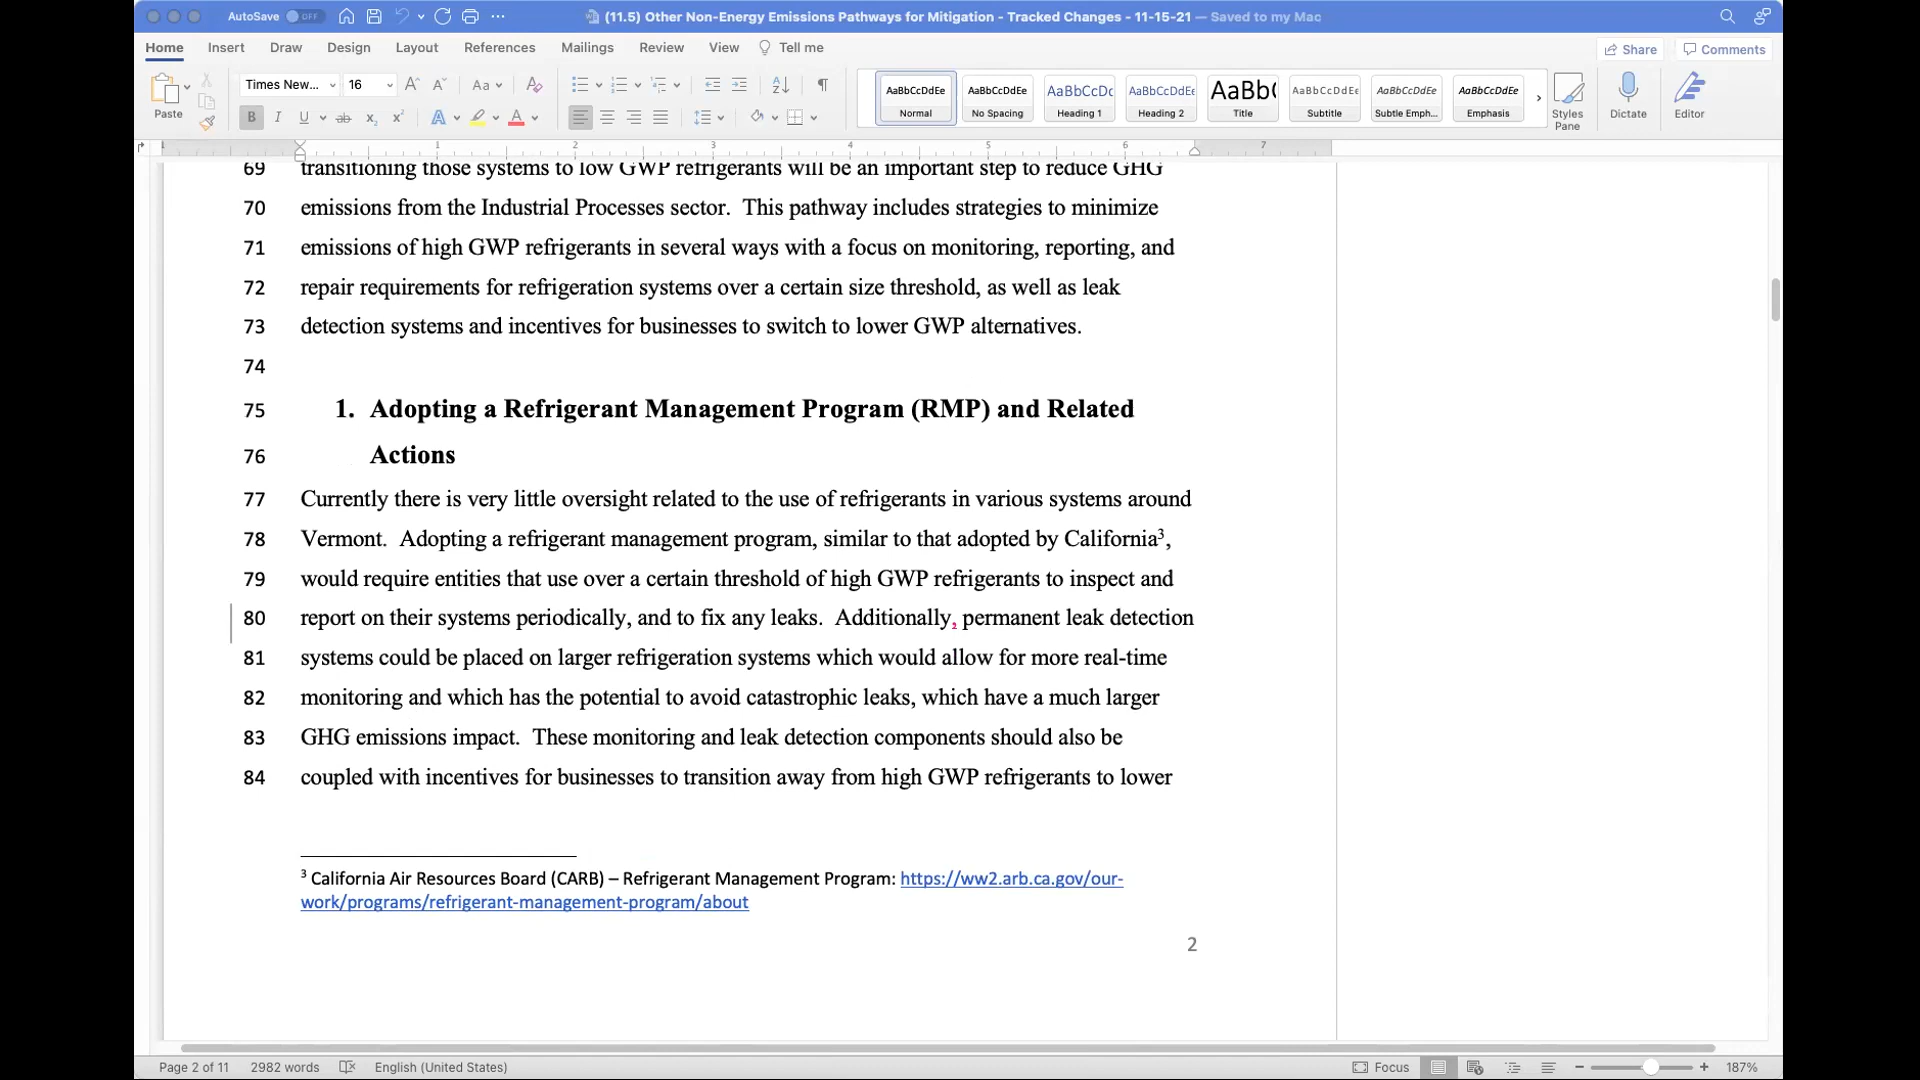 AutoSave OFF
(11.5) Other Non-Energy Emissions Pathways for Mitigation - Tracked Changes - 11-15-21 — Saved to my Mac
Home Insert Draw Design Layout References Mailings Review View Tell me
Share Comments
Paste
Times New... 16
Aa
B I U ab x₂ x² A A
AaBbCcDdEe AaBbCcDdEe AaBbCcDc AaBbCcDdEe AaBb( AaBbCcDdEe AaBbCcDdEe AaBbCcDdEe
Normal No Spacing Heading 1 Heading 2 Title Subtitle Subtle Emph... Emphasis
Styles Pane
Dictate
Editor
1 1 2 3 4 5 6 7
69 transitioning those systems to low GWP refrigerants will be an important step to reduce GHG
70 emissions from the Industrial Processes sector.  This pathway includes strategies to minimize
71 emissions of high GWP refrigerants in several ways with a focus on monitoring, reporting, and
72 repair requirements for refrigeration systems over a certain size threshold, as well as leak
73 detection systems and incentives for businesses to switch to lower GWP alternatives.
74
75 1. Adopting a Refrigerant Management Program (RMP) and Related
76 Actions
77 Currently there is very little oversight related to the use of refrigerants in various systems around
78 Vermont.  Adopting a refrigerant management program, similar to that adopted by California³,
79 would require entities that use over a certain threshold of high GWP refrigerants to inspect and
80 report on their systems periodically, and to fix any leaks.  Additionally, permanent leak detection
81 systems could be placed on larger refrigeration systems which would allow for more real-time
82 monitoring and which has the potential to avoid catastrophic leaks, which have a much larger
83 GHG emissions impact.  These monitoring and leak detection components should also be
84 coupled with incentives for businesses to transition away from high GWP refrigerants to lower
³ California Air Resources Board (CARB) – Refrigerant Management Program: https://ww2.arb.ca.gov/our-
work/programs/refrigerant-management-program/about
2
Page 2 of 11 2982 words English (United States) Focus 187%